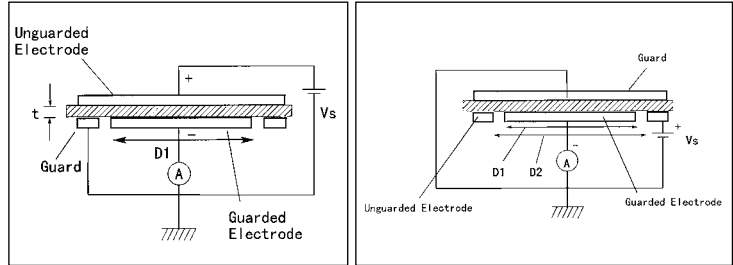 Unguarded
Electrode
+
t
Vs
−
D1
Guard
A
Guarded
Electrode
Guard
+
Vs
−
D1
D2
A
Unguarded Electrode
Guarded Electrode